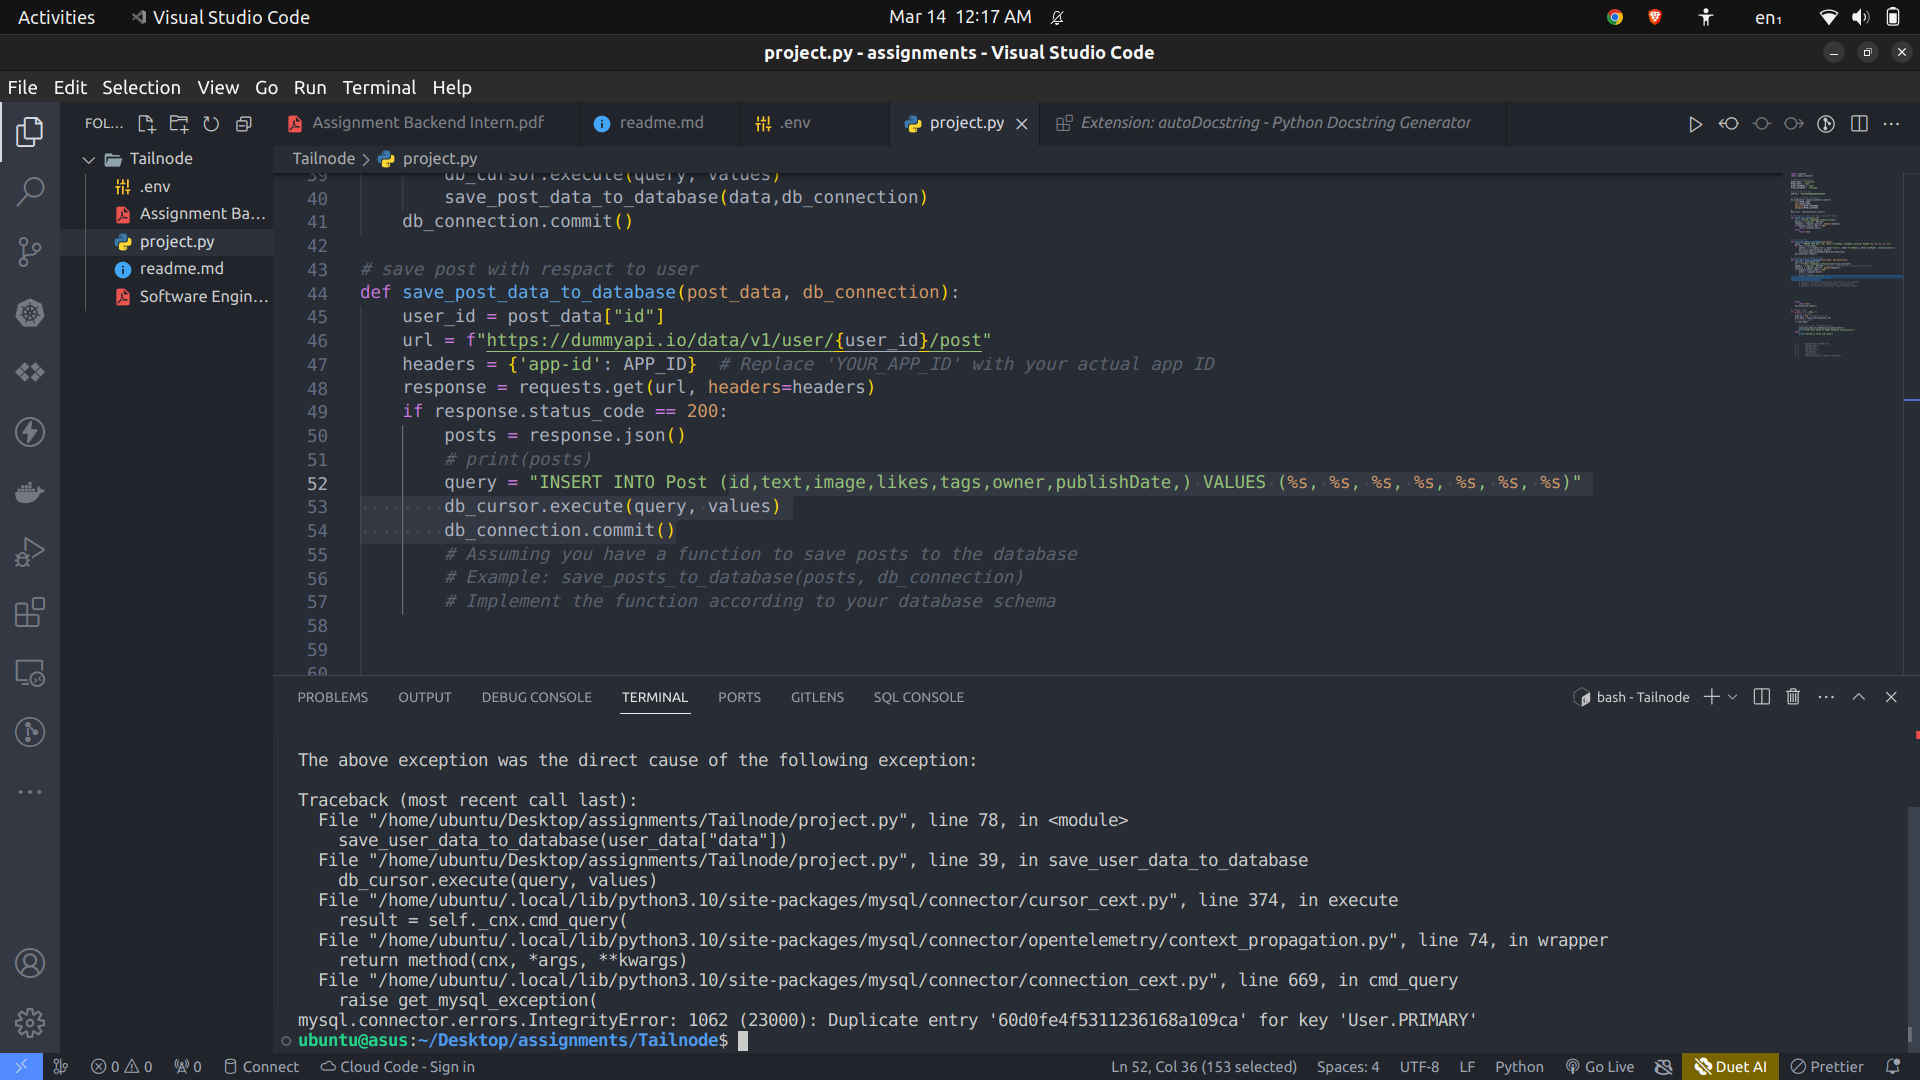 Activities
Visual Studio Code
Mar 14 12:17 AM
en₁
project.py - assignments - Visual Studio Code
File Edit Selection View Go Run Terminal Help
FOL...
Assignment Backend Intern.pdf
readme.md
.env
project.py
Extension: autoDocstring - Python Docstring Generator
Tailnode
.env
Assignment Ba...
project.py
readme.md
Software Engin...
Tailnode > project.py
39 db_cursor.execute(query, values)
40 save_post_data_to_database(data,db_connection)
41 db_connection.commit()
42
43 # save post with respact to user
44 def save_post_data_to_database(post_data, db_connection):
45 user_id = post_data["id"]
46 url = f"https://dummyapi.io/data/v1/user/{user_id}/post"
47 headers = {'app-id': APP_ID} # Replace 'YOUR_APP_ID' with your actual app ID
48 response = requests.get(url, headers=headers)
49 if response.status_code == 200:
50 posts = response.json()
51 # print(posts)
52 query = "INSERT INTO Post (id,text,image,likes,tags,owner,publishDate,) VALUES (%s, %s, %s, %s, %s, %s, %s)"
53 db_cursor.execute(query, values)
54 db_connection.commit()
55 # Assuming you have a function to save posts to the database
56 # Example: save_posts_to_database(posts, db_connection)
57 # Implement the function according to your database schema
58
59
60
PROBLEMS OUTPUT DEBUG CONSOLE TERMINAL PORTS GITLENS SQL CONSOLE
bash - Tailnode
The above exception was the direct cause of the following exception:
Traceback (most recent call last):
File "/home/ubuntu/Desktop/assignments/Tailnode/project.py", line 78, in <module>
save_user_data_to_database(user_data["data"])
File "/home/ubuntu/Desktop/assignments/Tailnode/project.py", line 39, in save_user_data_to_database
db_cursor.execute(query, values)
File "/home/ubuntu/.local/lib/python3.10/site-packages/mysql/connector/cursor_cext.py", line 374, in execute
result = self._cnx.cmd_query(
File "/home/ubuntu/.local/lib/python3.10/site-packages/mysql/connector/opentelemetry/context_propagation.py", line 74, in wrapper
return method(cnx, *args, **kwargs)
File "/home/ubuntu/.local/lib/python3.10/site-packages/mysql/connector/connection_cext.py", line 669, in cmd_query
raise get_mysql_exception(
mysql.connector.errors.IntegrityError: 1062 (23000): Duplicate entry '60d0fe4f5311236168a109ca' for key 'User.PRIMARY'
ubuntu@asus:~/Desktop/assignments/Tailnode$
0 0 0 Connect Cloud Code - Sign in
Ln 52, Col 36 (153 selected) Spaces: 4 UTF-8 LF Python Go Live Duet AI Prettier